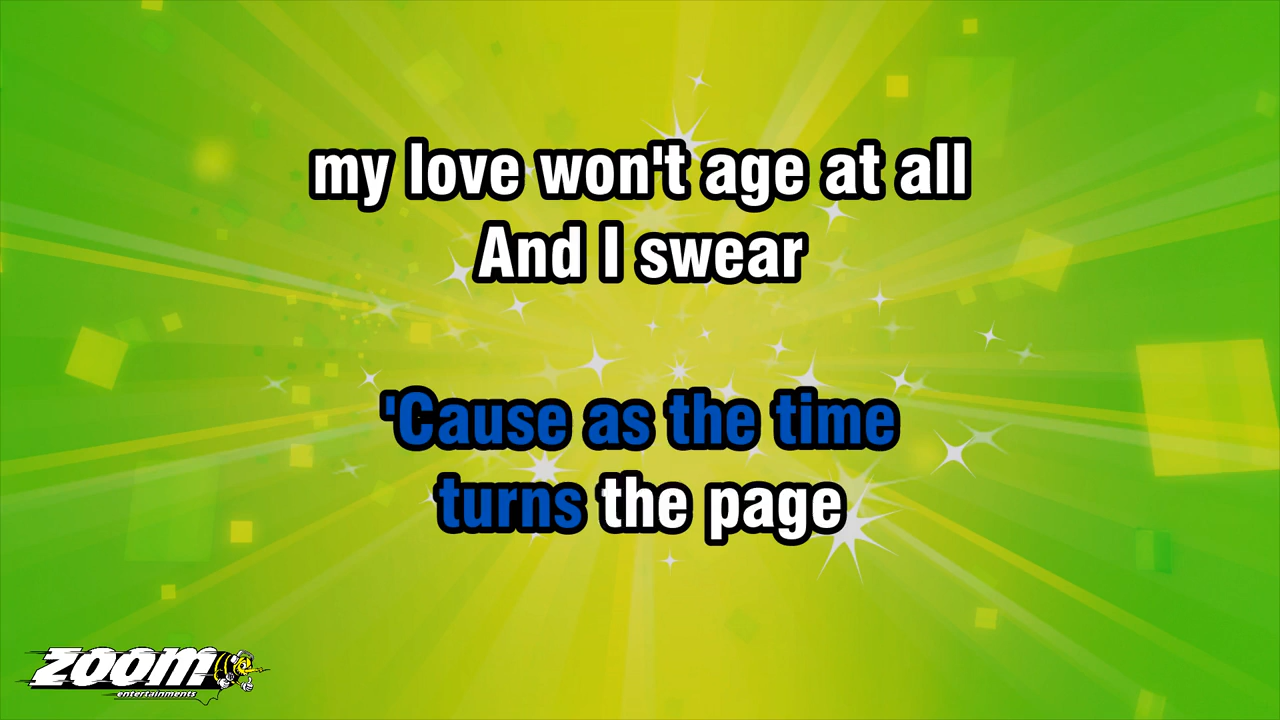 my love won't age at all
And I swear
'Cause as the time
turns the page
zoom
entertainments